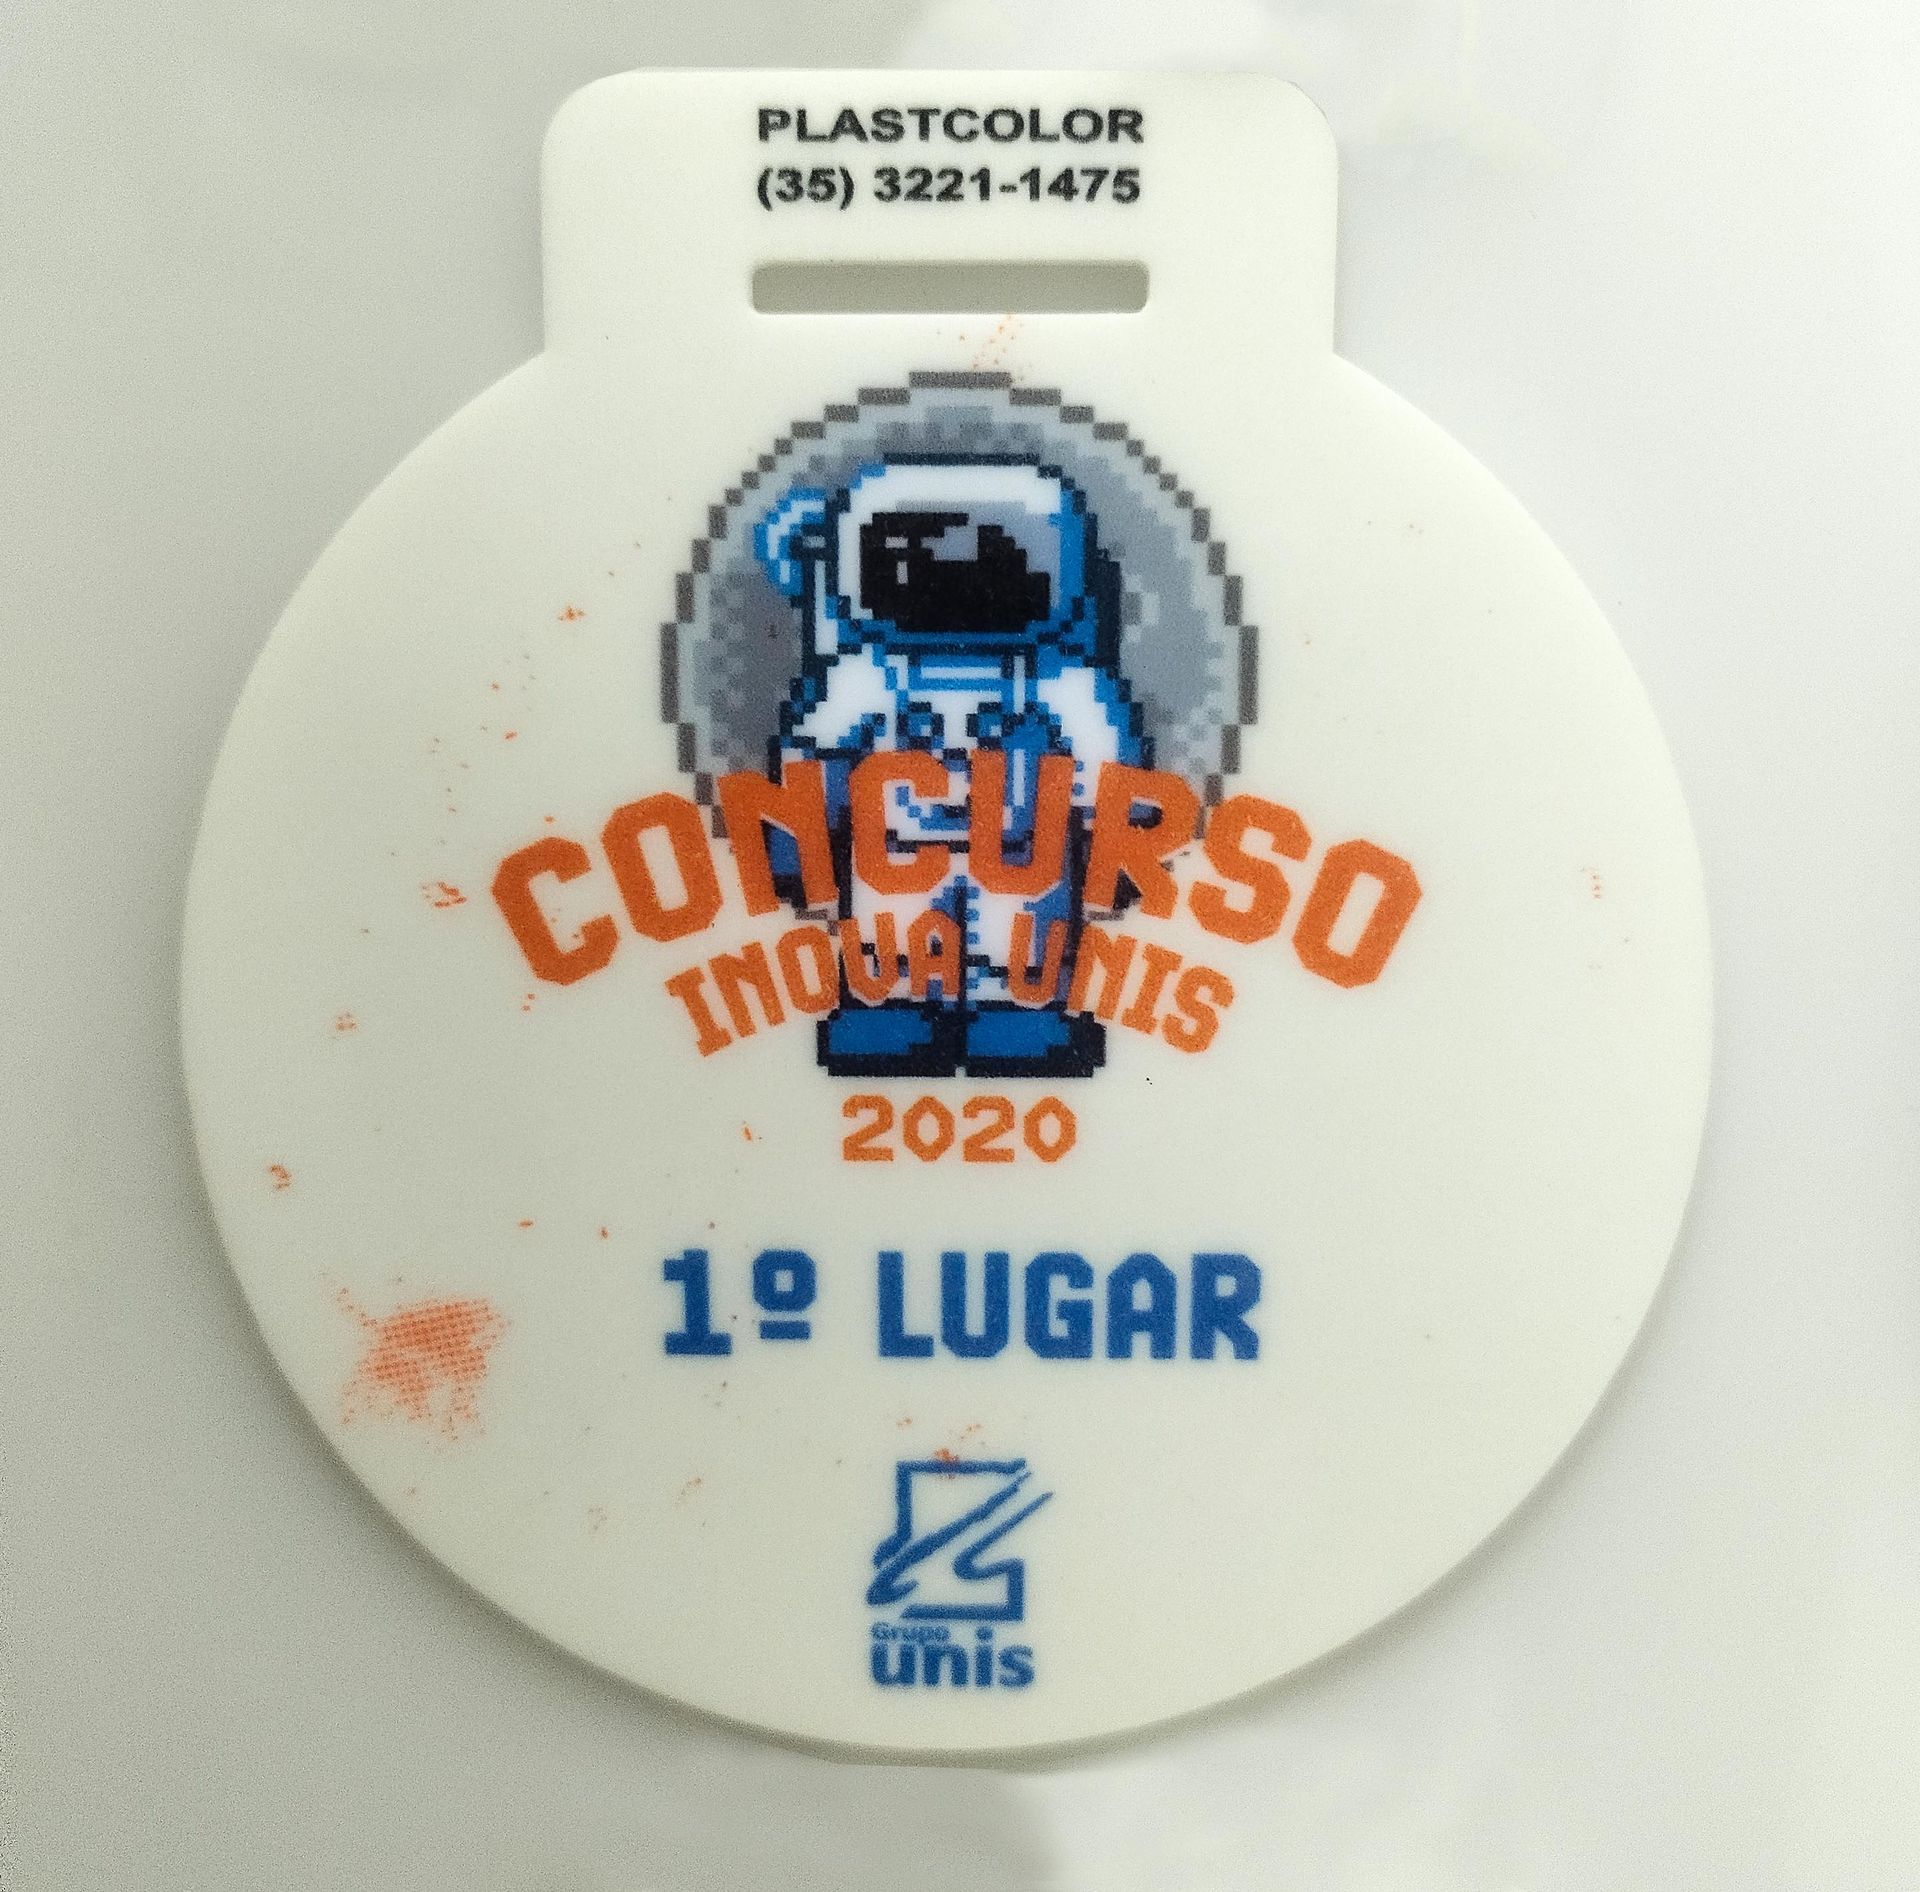 PLASTCOLOR
(35) 3221-1475
CONCURSO
INOVA UNIS
2020
1º LUGAR
Grupo
unis